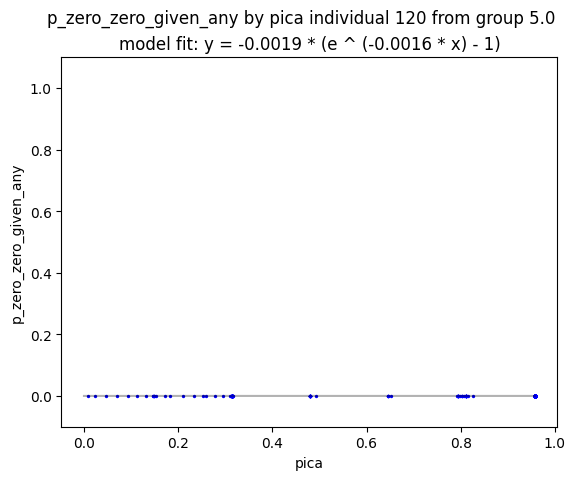 p_zero_zero_given_any by pica individual 120 from group 5.0
model fit: y = -0.0019 * (e ^ (-0.0016 * x) - 1)
1.0
0.8
0.6
0.4
0.2
0.0
p_zero_zero_given_any
0.0 0.2 0.4 0.6 0.8 1.0
pica